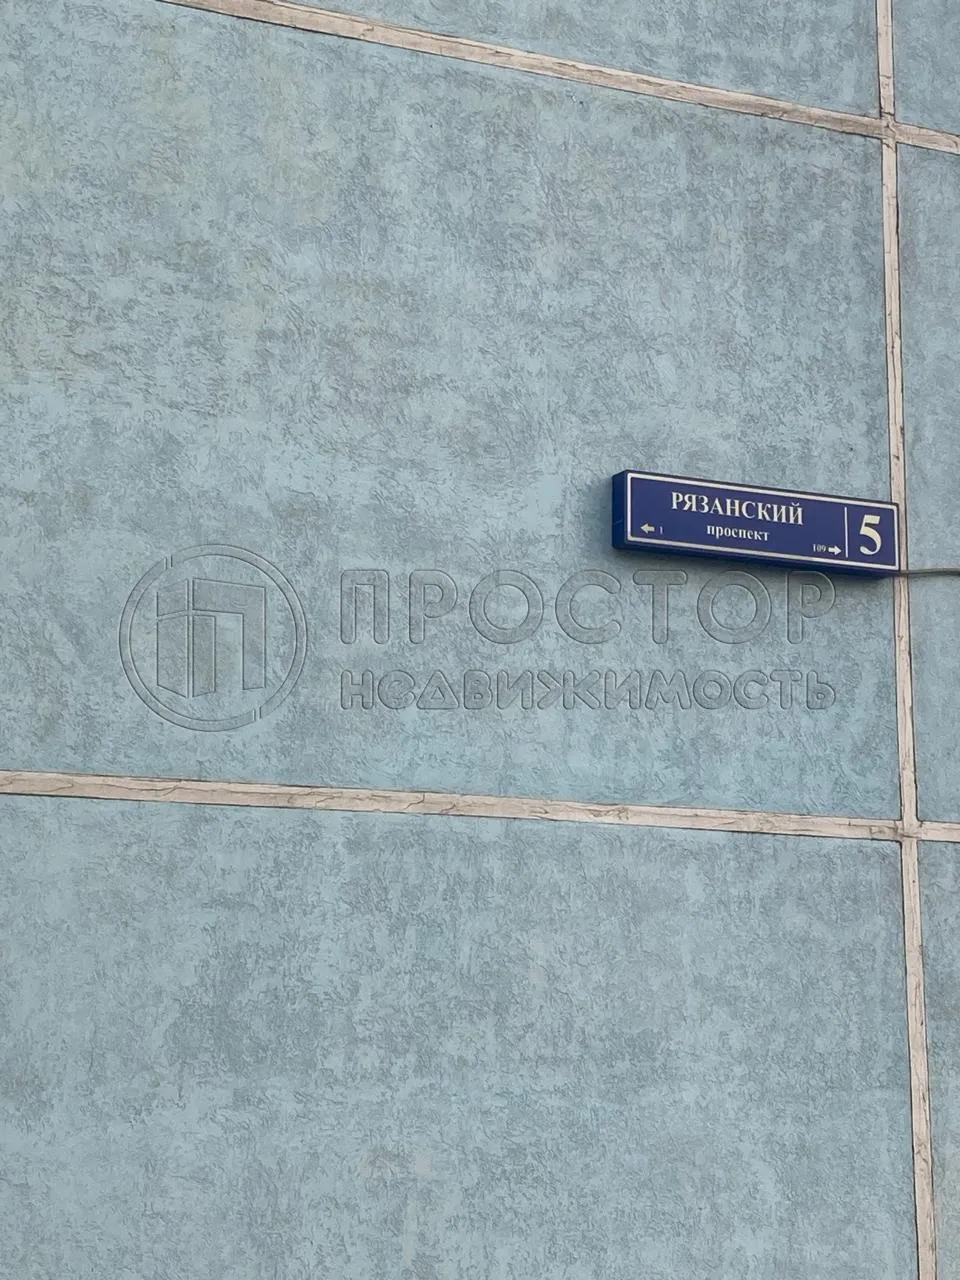 РЯЗАНСКИЙ
проспект
← 1
109 →
5
ПРОСТОР
недвижимость